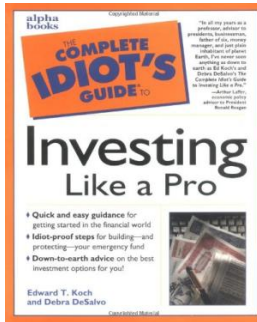 Copyrighted Material
alpha
books
THE
COMPLETE
IDIOT'S
GUIDE® TO
"In all my years as a
professor, advisor to
presidents, businessman,
father of six, money
manager, and just plain
inhabitant of planet
Earth, I've never seen
anything as down to
earth as Ed Koch's and
Debra DeSalvo's The
Complete Idiot's Guide
to Investing Like a Pro."
—Arthur Laffer,
economic policy
advisor to President
Ronald Reagan
Investing
Like a Pro
Quick and easy guidance for
getting started in the financial world
Idiot-proof steps for building—and
protecting—your emergency fund
Down-to-earth advice on the best
investment options for you!
Edward T. Koch
and Debra DeSalvo
Copyrighted Material